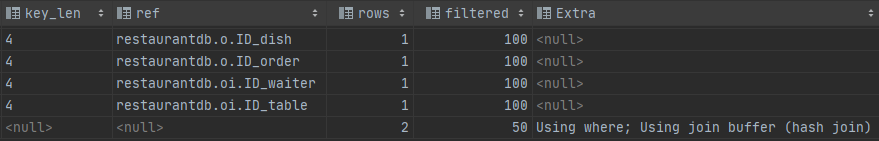 key_len ref rows filtered Extra
4 restaurantdb.o.ID_dish 1 100 <null>
4 restaurantdb.o.ID_order 1 100 <null>
4 restaurantdb.oi.ID_waiter 1 100 <null>
4 restaurantdb.oi.ID_table 1 100 <null>
<null> <null> 2 50 Using where; Using join buffer (hash join)